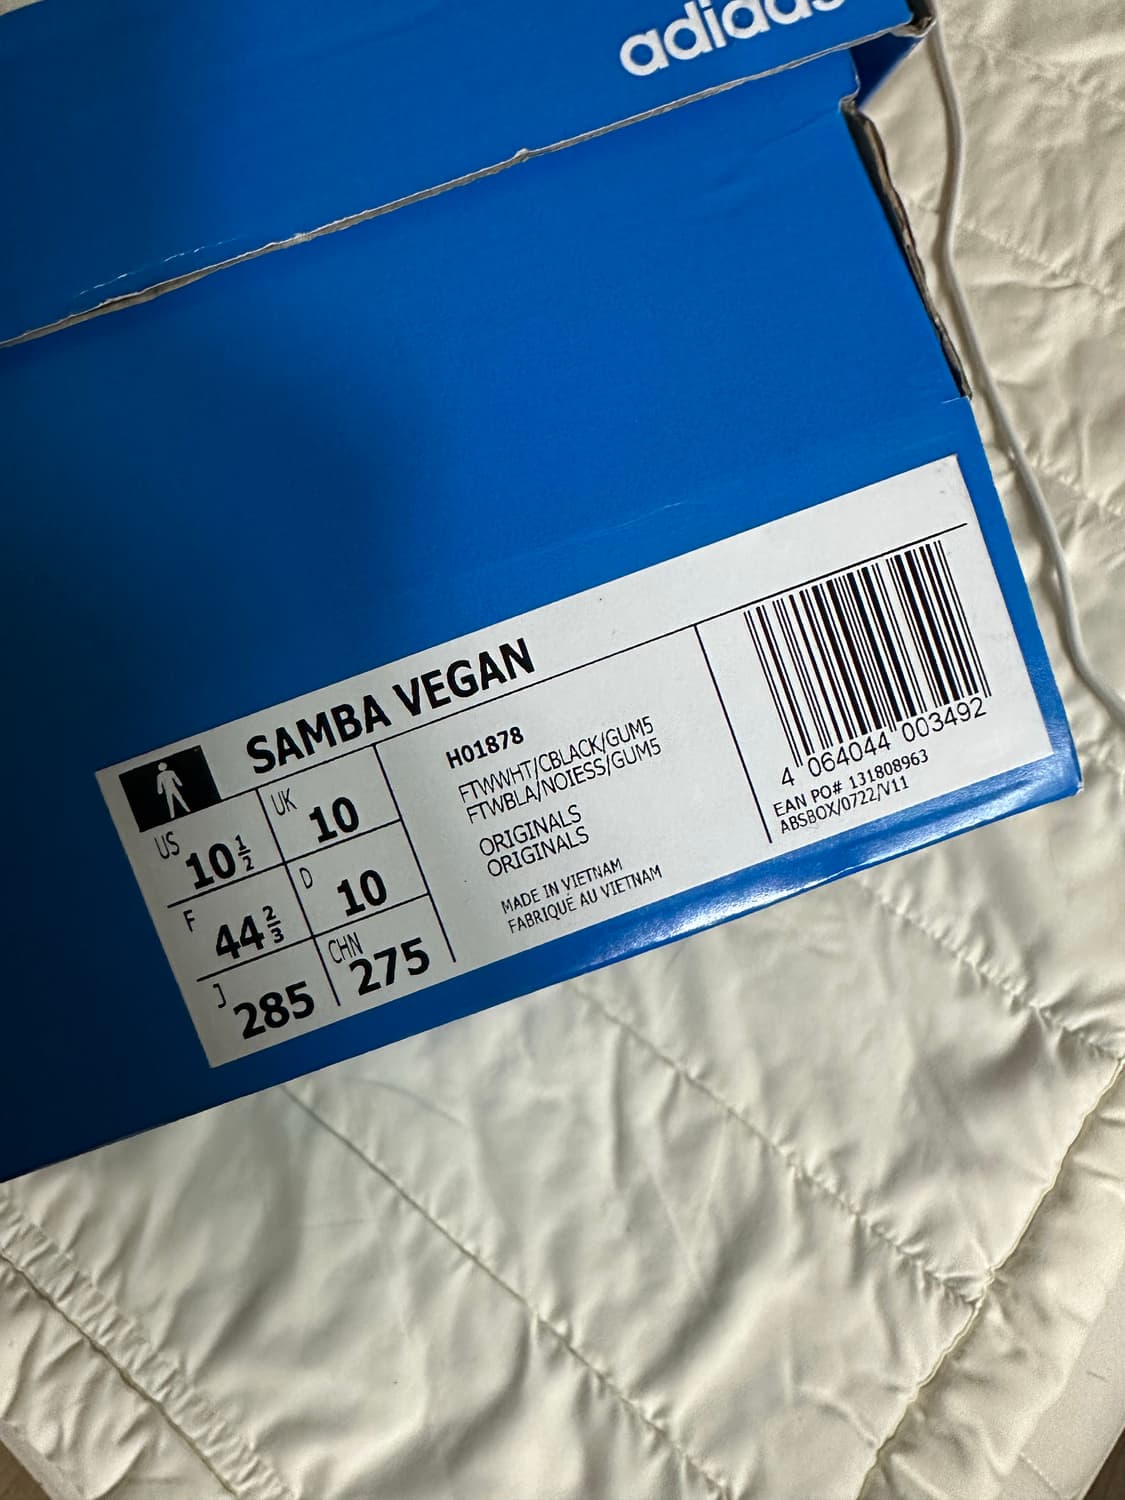 adidas
SAMBA VEGAN
US 10½
UK 10
F 44⅔
D 10
J 285
CHN 275
H01878
FTWWHT/CBLACK/GUM5
FTWBLA/NOIESS/GUM5
ORIGINALS
ORIGINALS
MADE IN VIETNAM
FABRIQUÉ AU VIETNAM
4 064044 003492
EAN PO# 131808963
ABSBOX/0722/V11